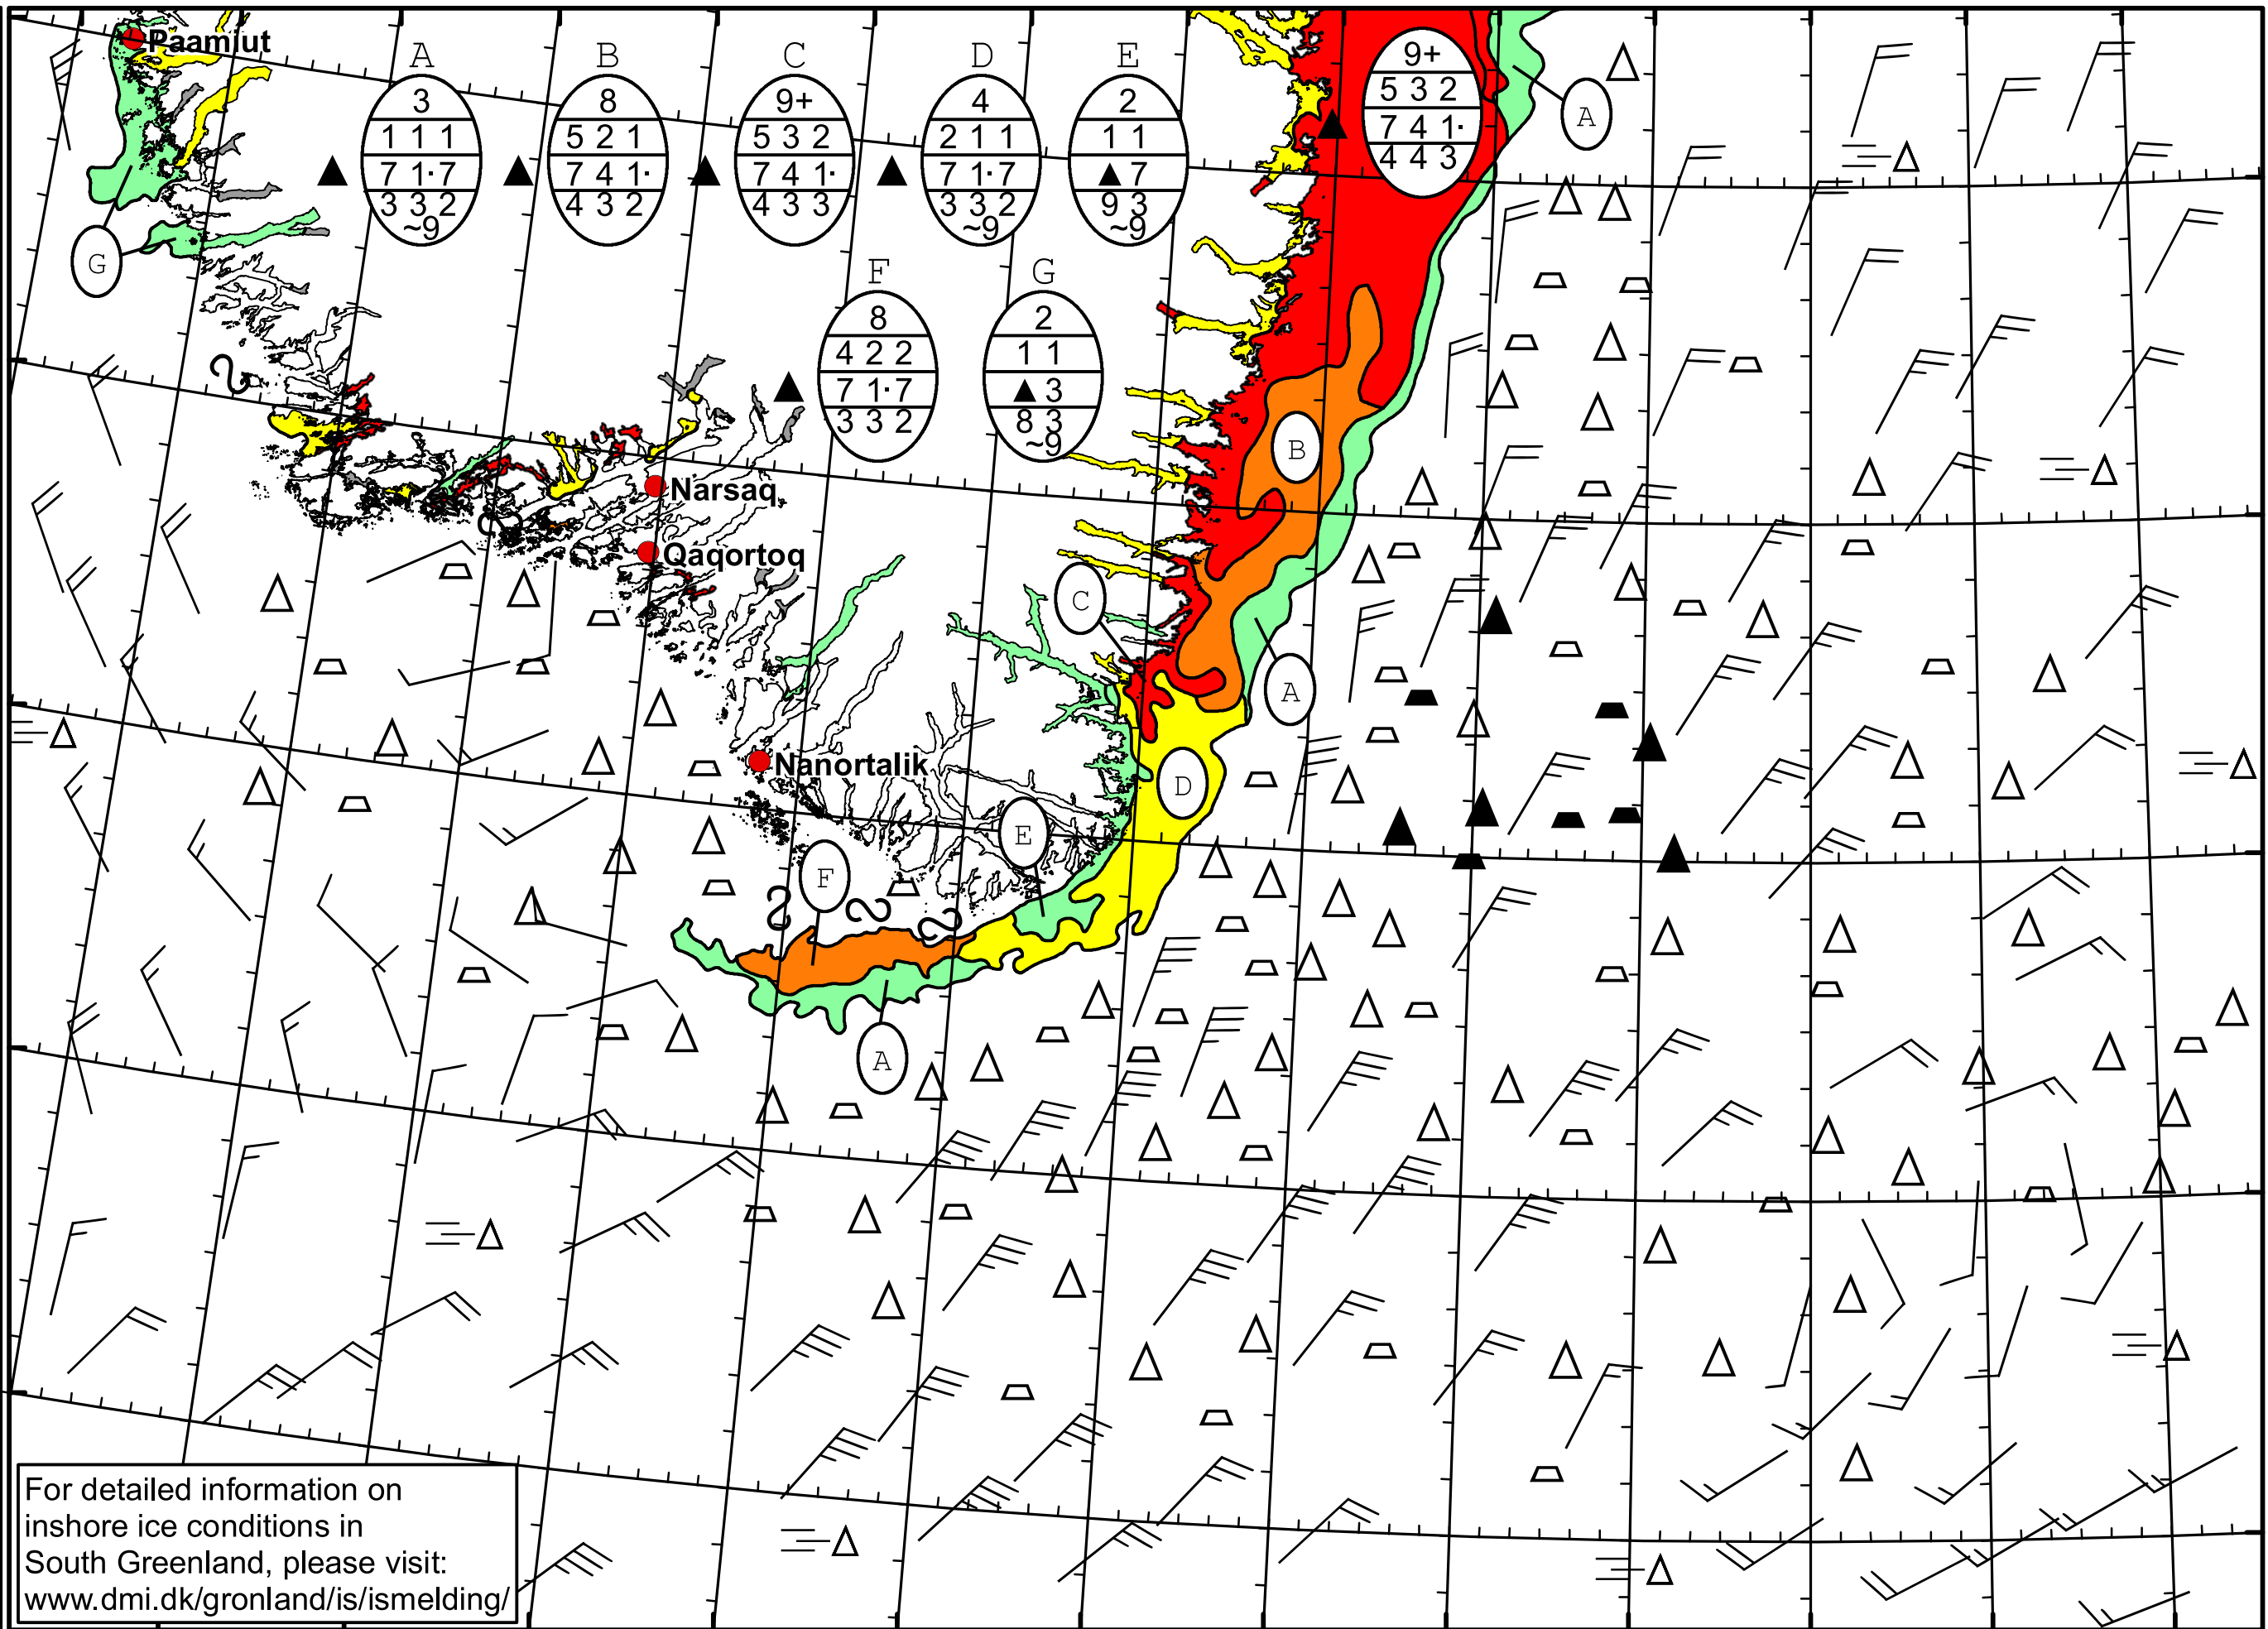 Paamiut
A
B
C
D
E
3
1 1 1
7 1· 7
3 3 2
~9
8
5 2 1
7 4 1·
4 3 2
9+
5 3 2
7 4 1·
4 3 3
4
2 1 1
7 1· 7
3 3 2
~9
2
1 1
▲ 7
9 3
~9
9+
5 3 2
7 4 1·
4 4 3
A
G
F
G
8
4 2 2
7 1· 7
3 3 2
2
1 1
▲ 3
8 3
~9
B
Narsaq
Qaqortoq
C
A
Nanortalik
D
E
F
A
For detailed information on
inshore ice conditions in
South Greenland, please visit:
www.dmi.dk/gronland/is/ismelding/